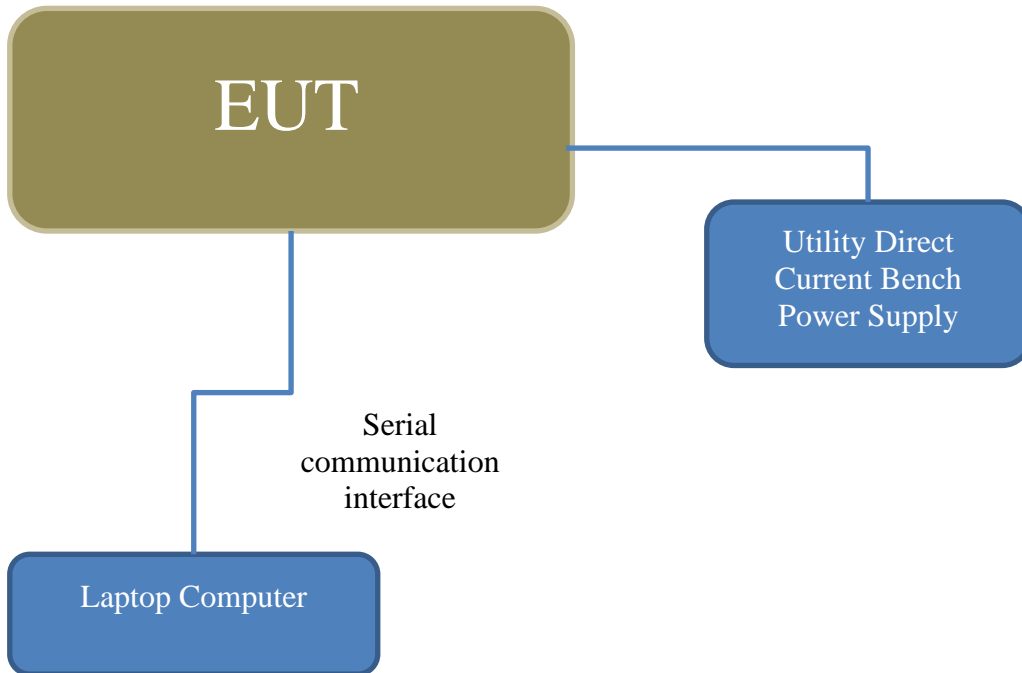 EUT
Utility Direct
Current Bench
Power Supply
Serial
communication
interface
Laptop Computer